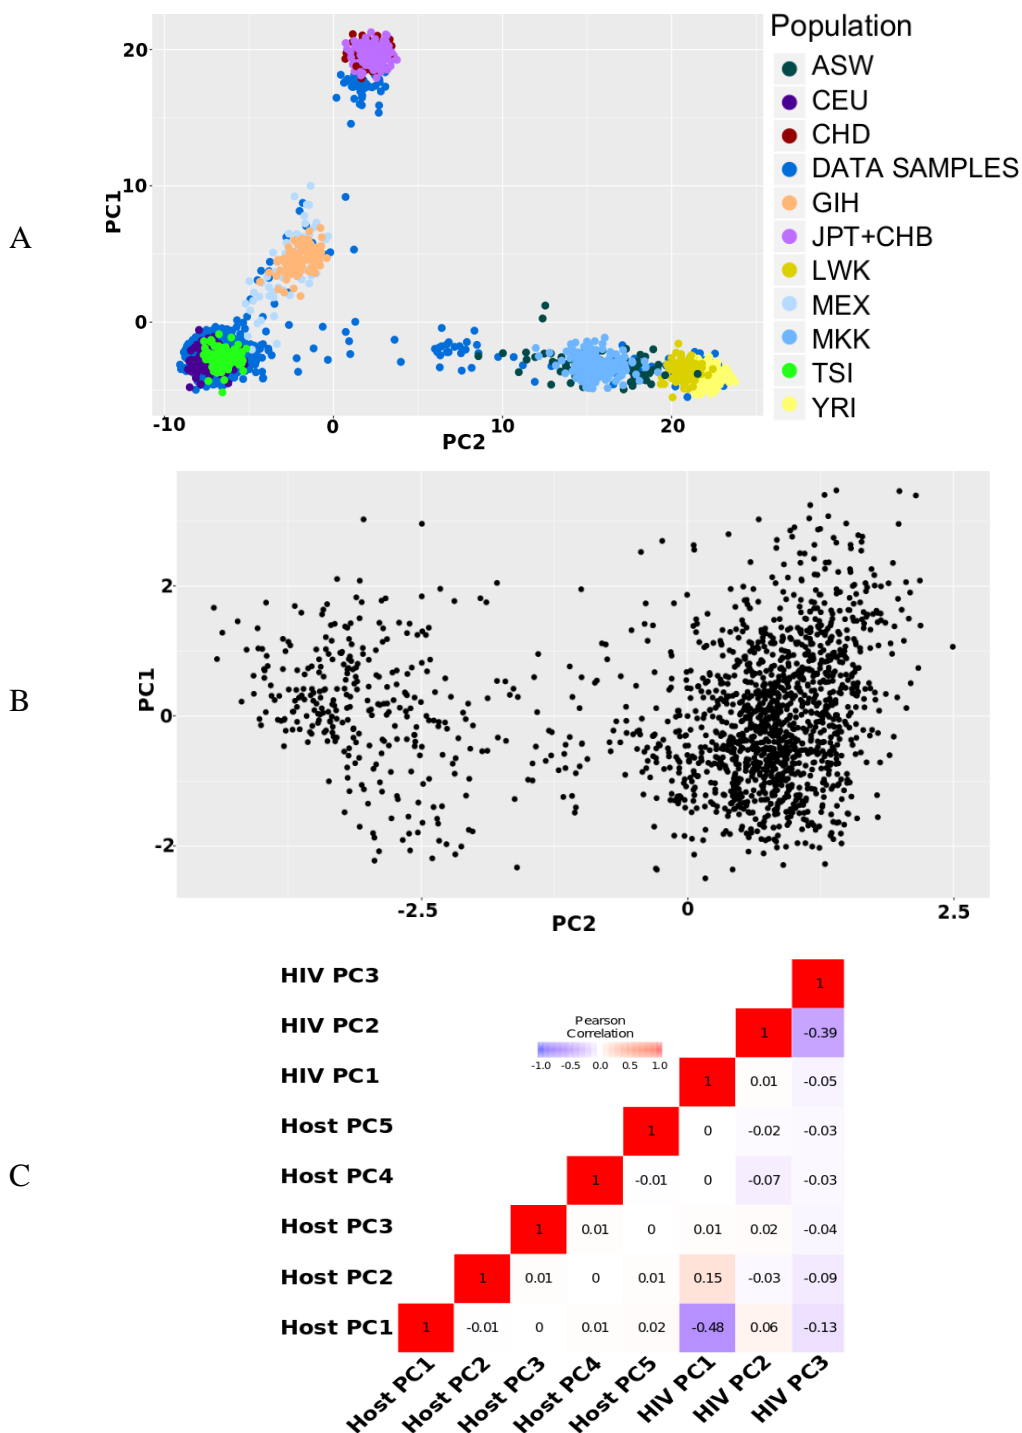 A
20
10
0
PC1
-10
0
10
20
PC2
Population
ASW
CEU
CHD
DATA SAMPLES
GIH
JPT+CHB
LWK
MEX
MKK
TSI
YRI
B
2
0
-2
PC1
-2.5
0
2.5
PC2
C
Pearson
Correlation
-1.0 -0.5 0.0 0.5 1.0
HIV PC3 1
HIV PC2 1 -0.39
HIV PC1 1 0.01 -0.05
Host PC5 1 0 -0.02 -0.03
Host PC4 1 -0.01 0 -0.07 -0.03
Host PC3 1 0.01 0 0.01 0.02 -0.04
Host PC2 1 0.01 0 0.01 0.15 -0.03 -0.09
Host PC1 1 -0.01 0 0.01 0.02 -0.48 0.06 -0.13
Host PC1
Host PC2
Host PC3
Host PC4
Host PC5
HIV PC1
HIV PC2
HIV PC3